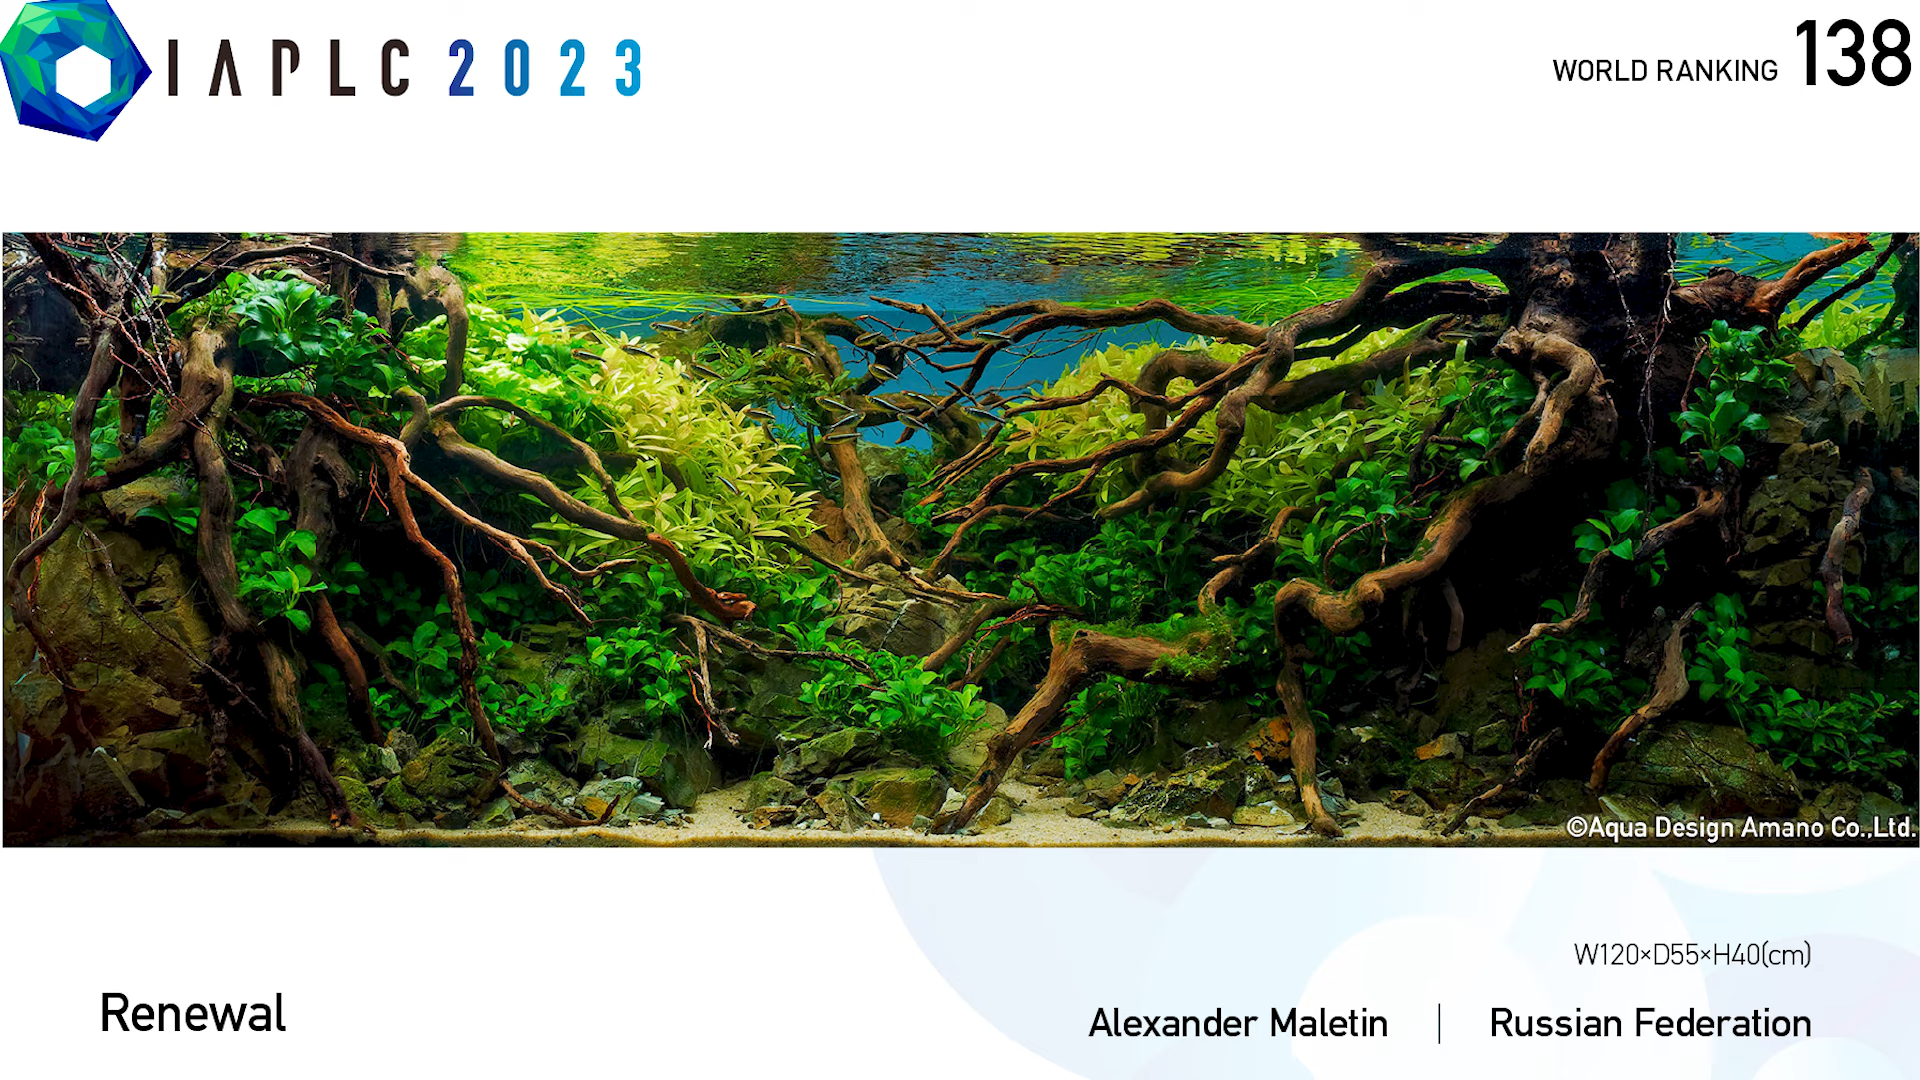 IAPLC 2023
WORLD RANKING 138
©Aqua Design Amano Co.,Ltd.
W120×D55×H40(cm)
Renewal
Alexander Maletin | Russian Federation